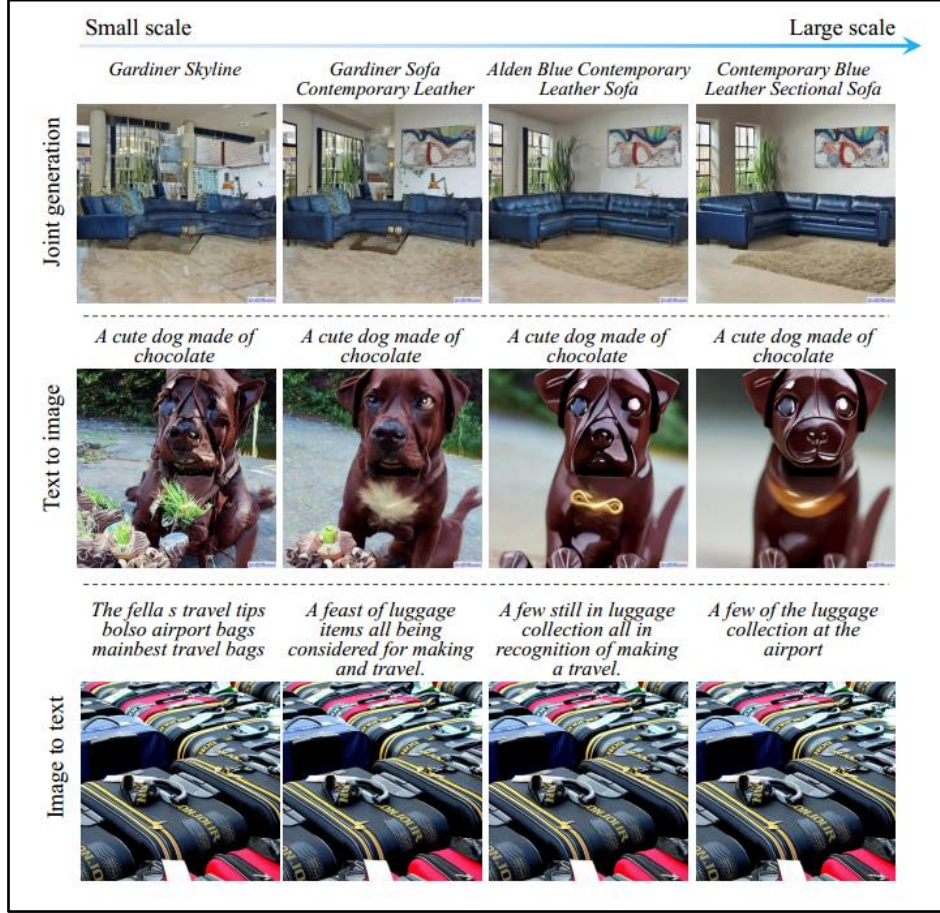 Small scale
Large scale
Gardiner Skyline
Gardiner Sofa
Contemporary Leather
Alden Blue Contemporary
Leather Sofa
Contemporary Blue
Leather Sectional Sofa
Joint generation
A cute dog made of
chocolate
A cute dog made of
chocolate
A cute dog made of
chocolate
A cute dog made of
chocolate
Text to image
The fella s travel tips
bolso airport bags
mainbest travel bags
A feast of luggage
items all being
considered for making
and travel.
A few still in luggage
collection all in
recognition of making
a travel.
A few of the luggage
collection at the
airport
Image to text
ONJOUR
ONJOUR
ONJOUR
ONJOUR